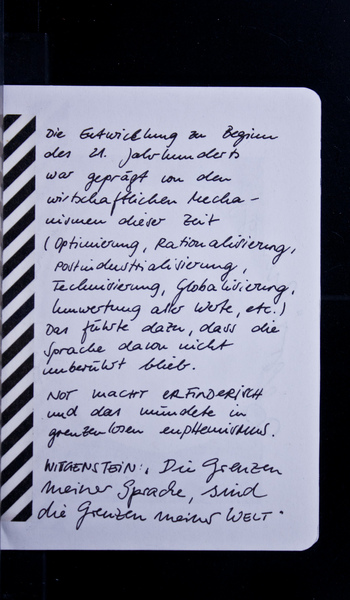 Die Entwicklung zu Beginn
des 21. Jahrhunderts
war geprägt von den
wirtschaftlichen Mecha-
nismen dieser Zeit
(Optimierung, Rationalisierung,
Postindustrialisierung,
Technisierung, Globalisierung,
Umwertung aller Werte, etc.)
Das führte dazu, dass die
Sprache davon nicht
unberührt blieb.
NOT MACHT ERFINDERISCH
und das mündete in
grenzenlosen Euphemismus.
WITGENSTEIN: „Die Grenzen
meiner Sprache, sind
die Grenzen meiner WELT"